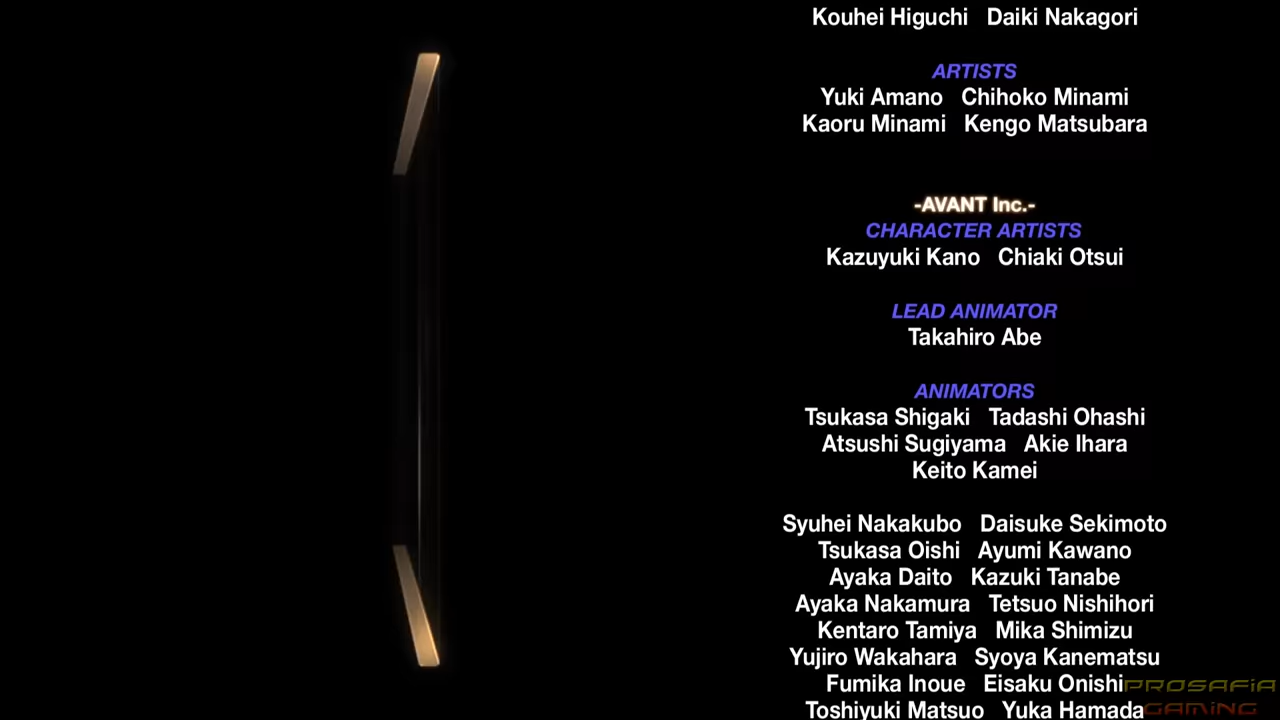 Kouhei Higuchi Daiki Nakagori
ARTISTS
Yuki Amano Chihoko Minami
Kaoru Minami Kengo Matsubara
-AVANT Inc.-
CHARACTER ARTISTS
Kazuyuki Kano Chiaki Otsui
LEAD ANIMATOR
Takahiro Abe
ANIMATORS
Tsukasa Shigaki Tadashi Ohashi
Atsushi Sugiyama Akie Ihara
Keito Kamei
Syuhei Nakakubo Daisuke Sekimoto
Tsukasa Oishi Ayumi Kawano
Ayaka Daito Kazuki Tanabe
Ayaka Nakamura Tetsuo Nishihori
Kentaro Tamiya Mika Shimizu
Yujiro Wakahara Syoya Kanematsu
Fumika Inoue Eisaku Onishi
Toshiyuki Matsuo Yuka Hamada
PROSAFiA
GAMiNG